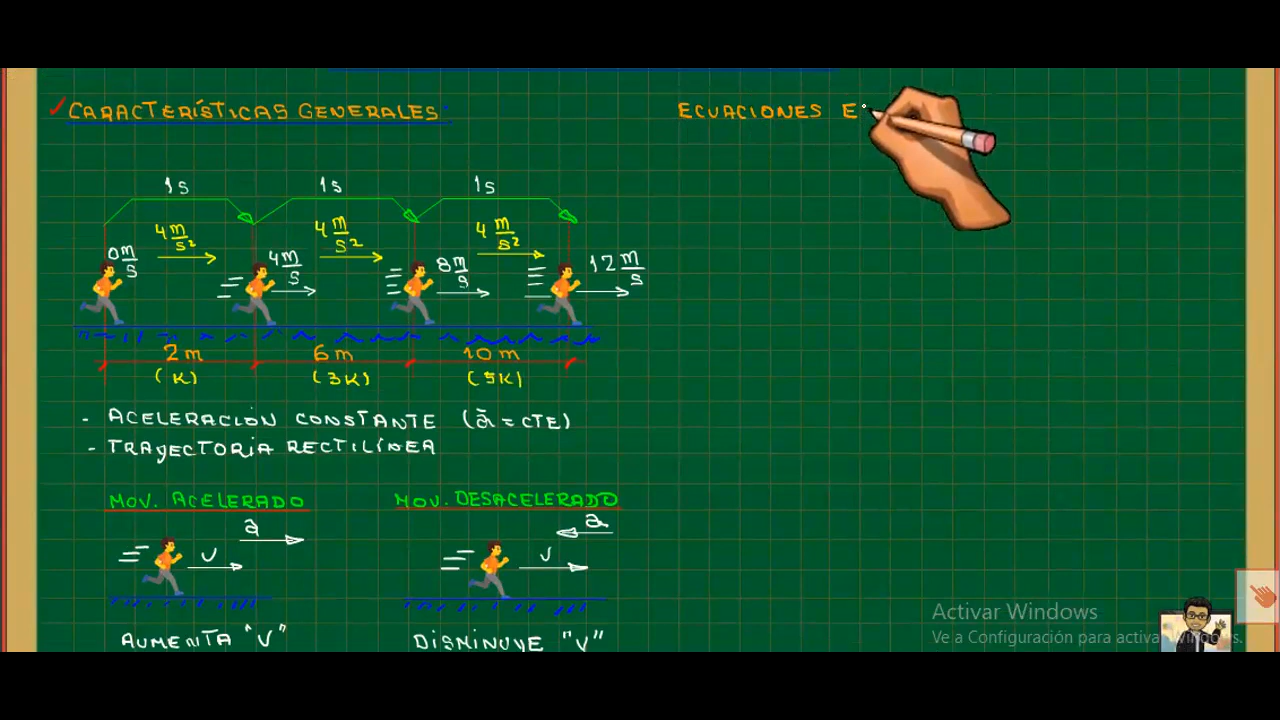 CARACTERÍSTICAS GENERALES
ECUACIONES E
1s 1s 1s
4 m/s² 4 m/s² 4 m/s²
0 m/s 4 m/s 8 m/s 12 m/s
2 m 6 m 10 m
(K) (3K) (5K)
- ACELERACIÓN CONSTANTE (a = CTE)
- TRAYECTORIA RECTILÍNEA
MOV. ACELERADO MOV. DESACELERADO
a a
v v
AUMENTA "V" DISMINUYE "V"
Activar Windows
Ve a Configuración para activar Windows.